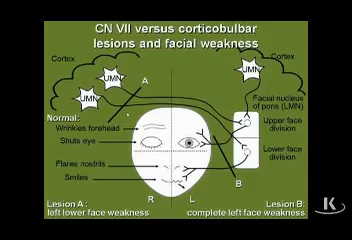 CN VII versus corticobulbar
lesions and facial weakness
Cortex
Cortex
UMN
UMN
UMN
A
Facial nucleus
of pons (LMN)
Normal:
Wrinkles forehead
Upper face
division
Shuts eye
Lower face
division
Flares nostrils
Smiles
B
R L
Lesion A:
left lower face weakness
Lesion B:
complete left face weakness
K